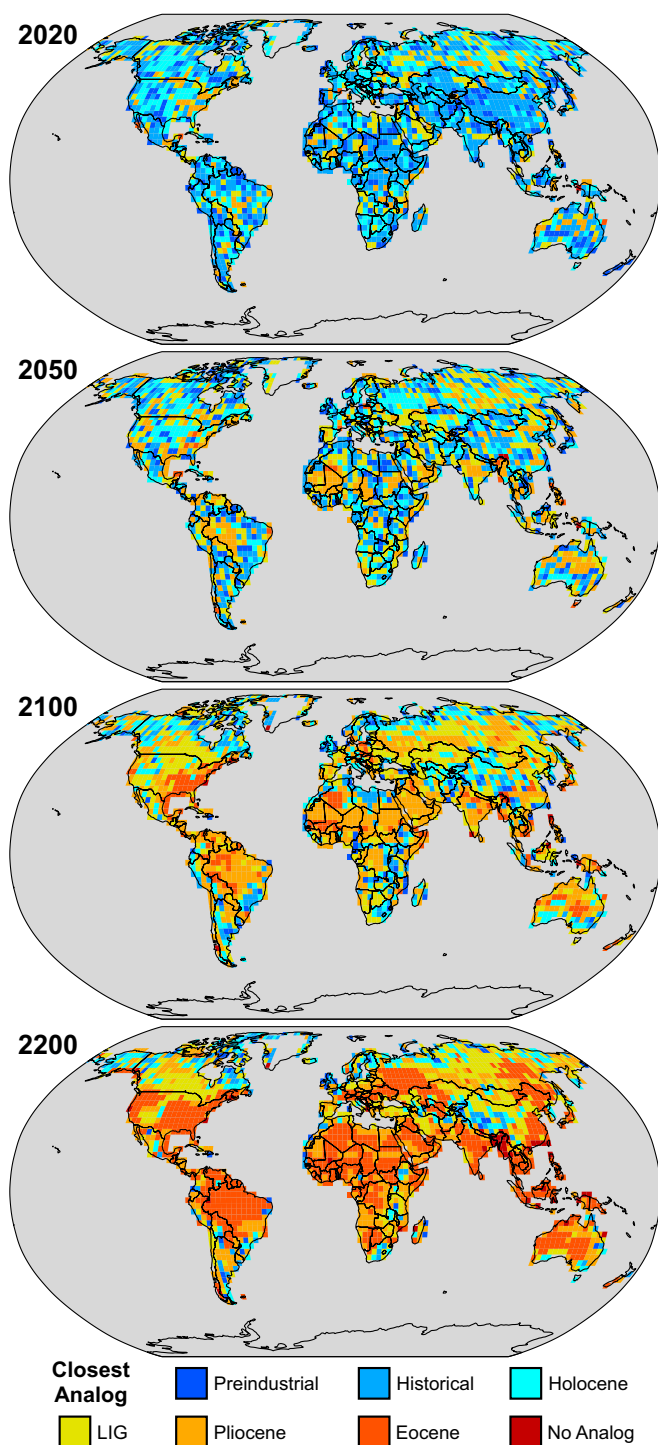 2020
2050
2100
2200
Closest
Analog
Preindustrial
Historical
Holocene
LIG
Pliocene
Eocene
No Analog